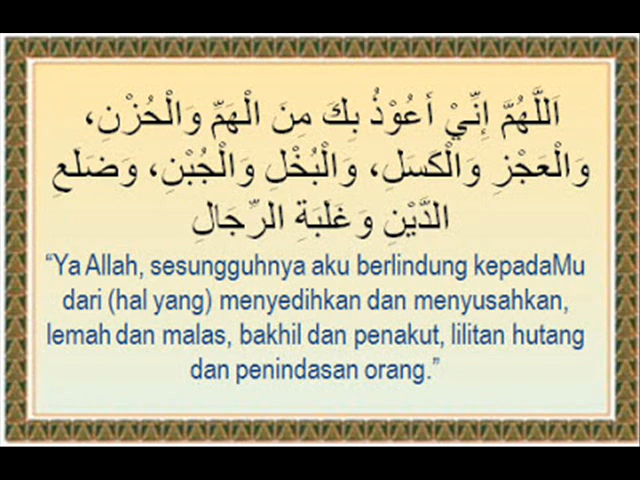 اَللَّهُمَّ إِنِّيْ أَعُوْذُ بِكَ مِنَ الْهَمِّ وَالْحُزْنِ،
وَالْعَجْزِ وَالْكَسَلِ، وَالْبُخْلِ وَالْجُبْنِ، وَضَلَعِ
الدَّيْنِ وَغَلَبَةِ الرِّجَالِ
“Ya Allah, sesungguhnya aku berlindung kepadaMu
dari (hal yang) menyedihkan dan menyusahkan,
lemah dan malas, bakhil dan penakut, lilitan hutang
dan penindasan orang.”